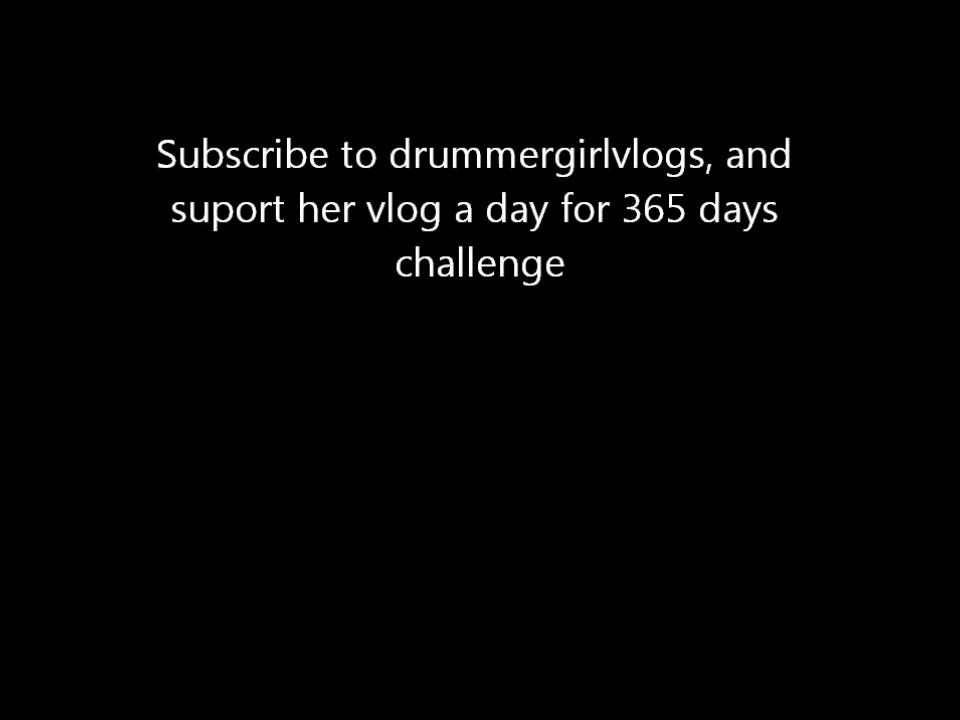 Subscribe to drummergirlvlogs, and
suport her vlog a day for 365 days
challenge